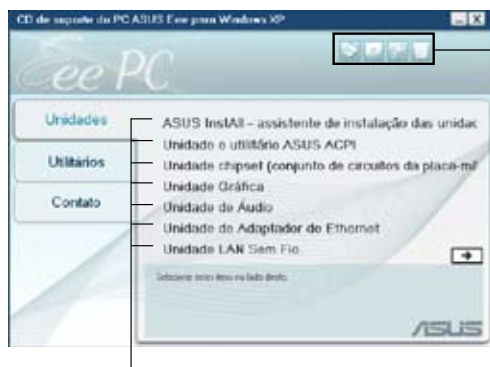 CD de suporte do PC ASUS Eee para Windows XP
Eee PC
Unidades
Utilitários
Contato
ASUS InstAll - assistente de instalação das unidad
Unidade e utilitário ASUS ACPI
Unidade chipset (conjunto de circuitos da placa-mã
Unidade Gráfica
Unidade de Áudio
Unidade de Adaptador de Ethernet
Unidade LAN Sem Fio.
ASUS